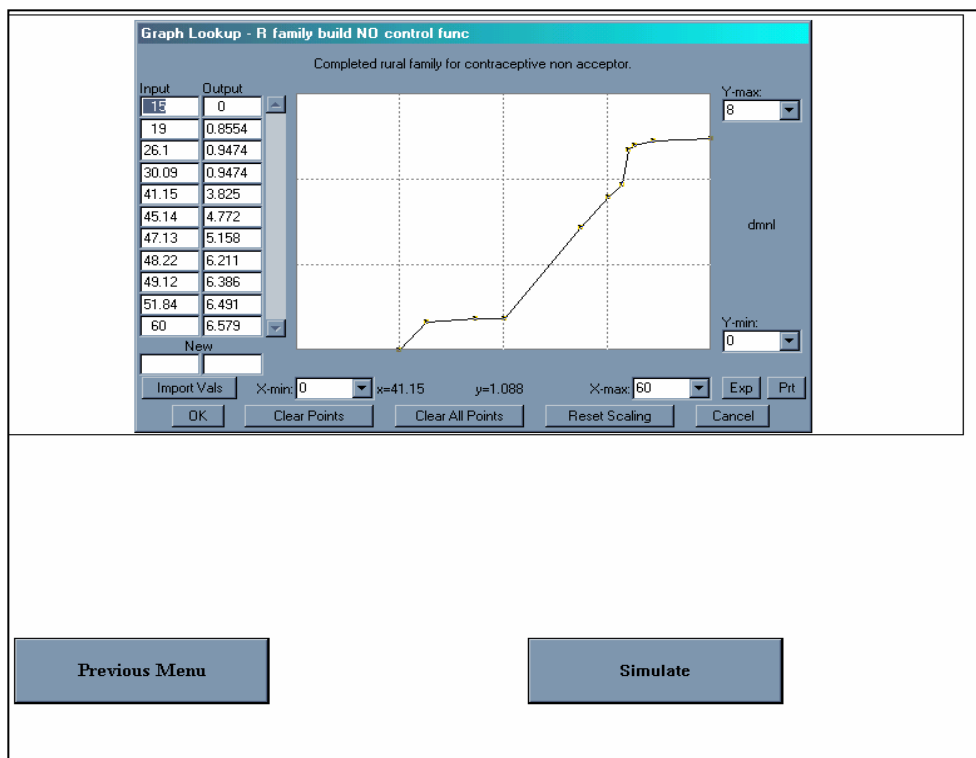 Graph Lookup - R family build NO control func
Completed rural family for contraceptive non acceptor.
Input Output
15 0
19 0.8554
26.1 0.9474
30.09 0.9474
41.15 3.825
45.14 4.772
47.13 5.158
48.22 6.211
49.12 6.386
51.84 6.491
60 6.579
New
Y-max:
8
dmnl
Y-min:
0
Import Vals X-min: 0 x=41.15 y=1.088 X-max: 60 Exp Prt
OK Clear Points Clear All Points Reset Scaling Cancel
Previous Menu Simulate